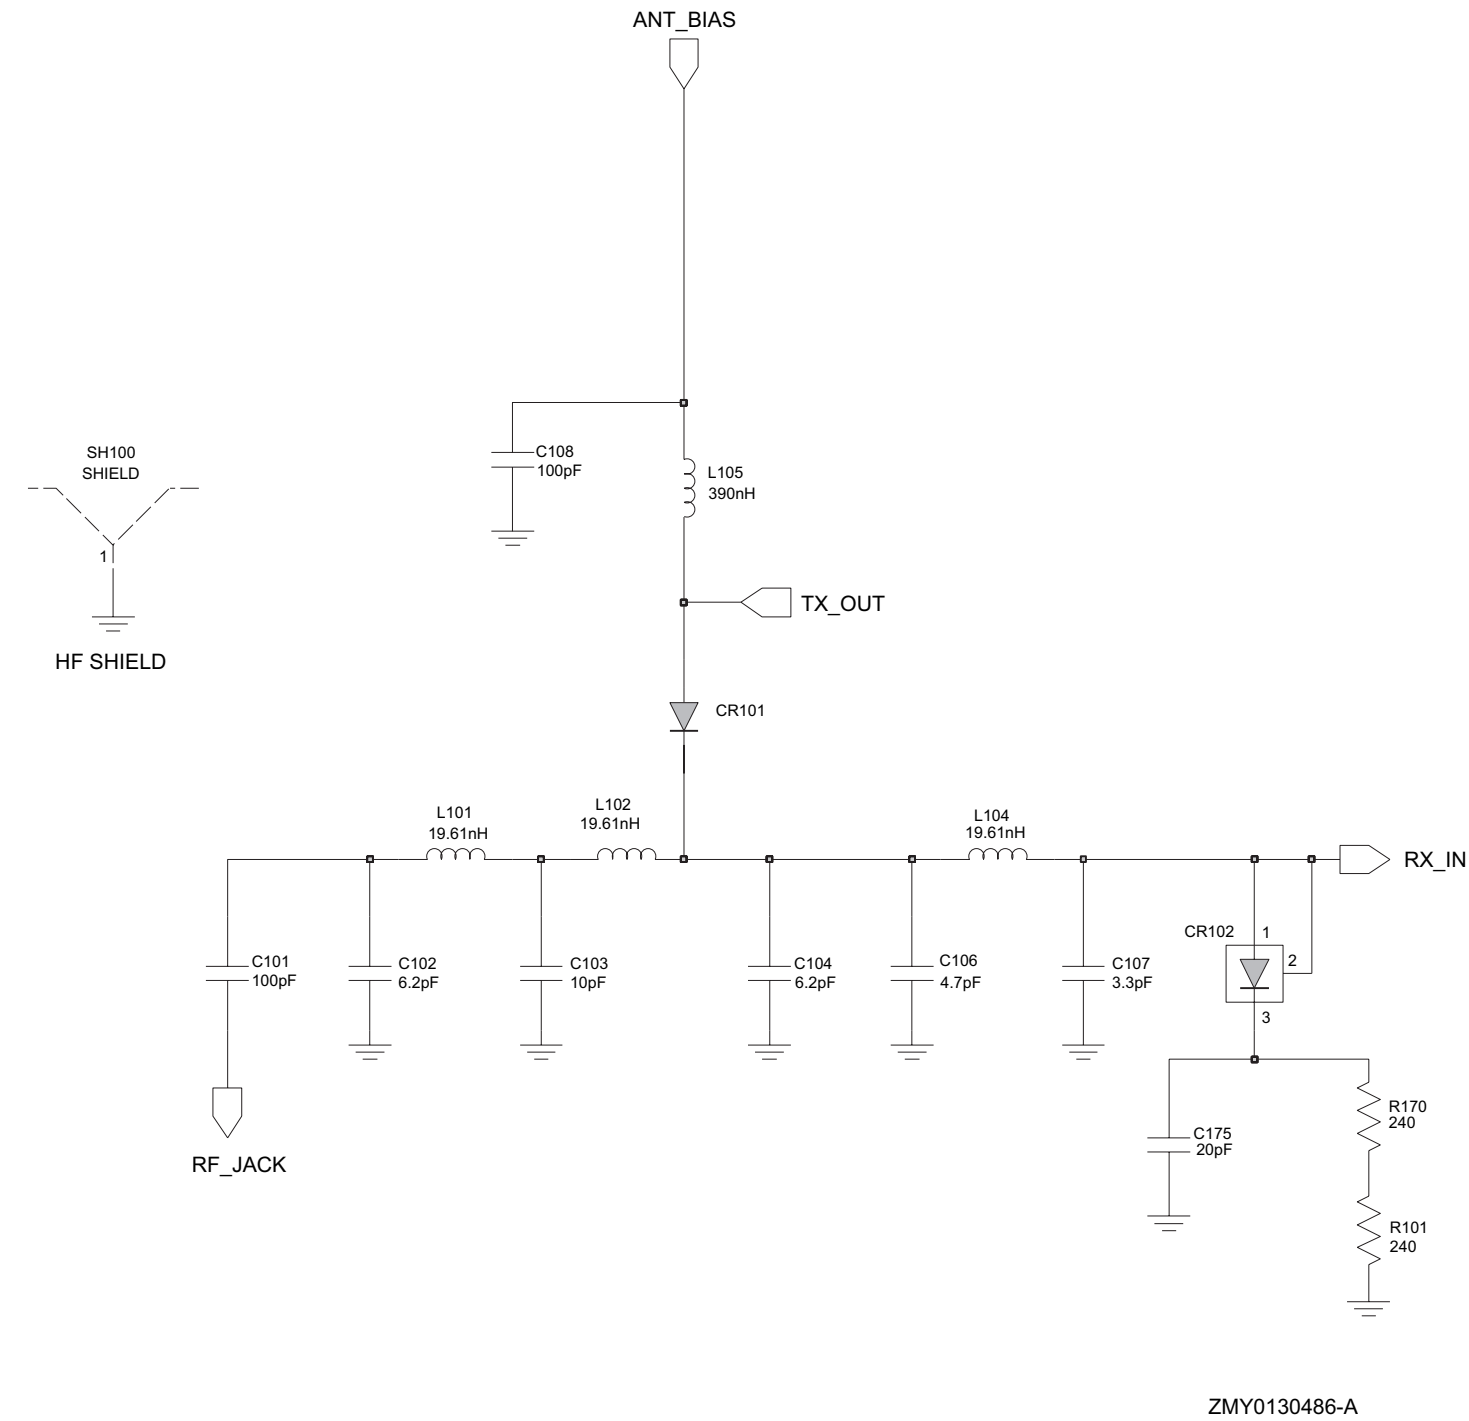 ANT_BIAS
SH100
SHIELD
1
HF SHIELD
C108
100pF
L105
390nH
TX_OUT
CR101
L101
19.61nH
L102
19.61nH
L104
19.61nH
RX_IN
C101
100pF
C102
6.2pF
C103
10pF
C104
6.2pF
C106
4.7pF
C107
3.3pF
CR102
1
2
3
RF_JACK
C175
20pF
R170
240
R101
240
ZMY0130486-A